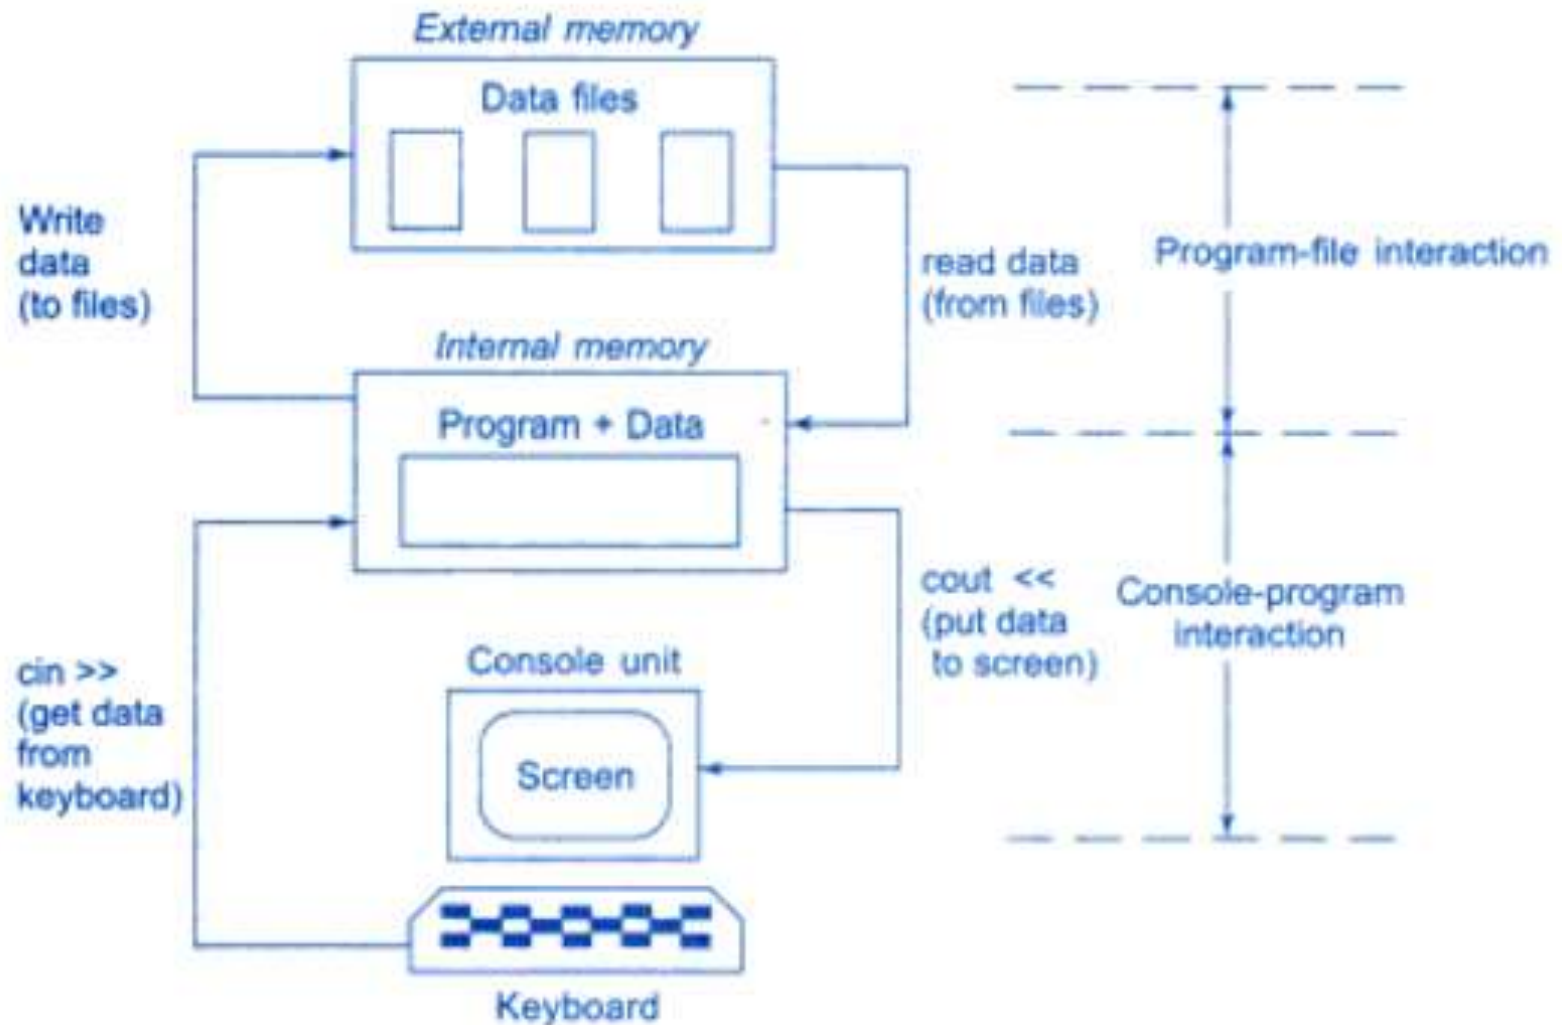 External memory
Data files
Write
data
(to files)
read data
(from files)
Program-file interaction
Internal memory
Program + Data
cout <<
(put data
to screen)
Console-program
interaction
cin >>
(get data
from
keyboard)
Console unit
Screen
Keyboard